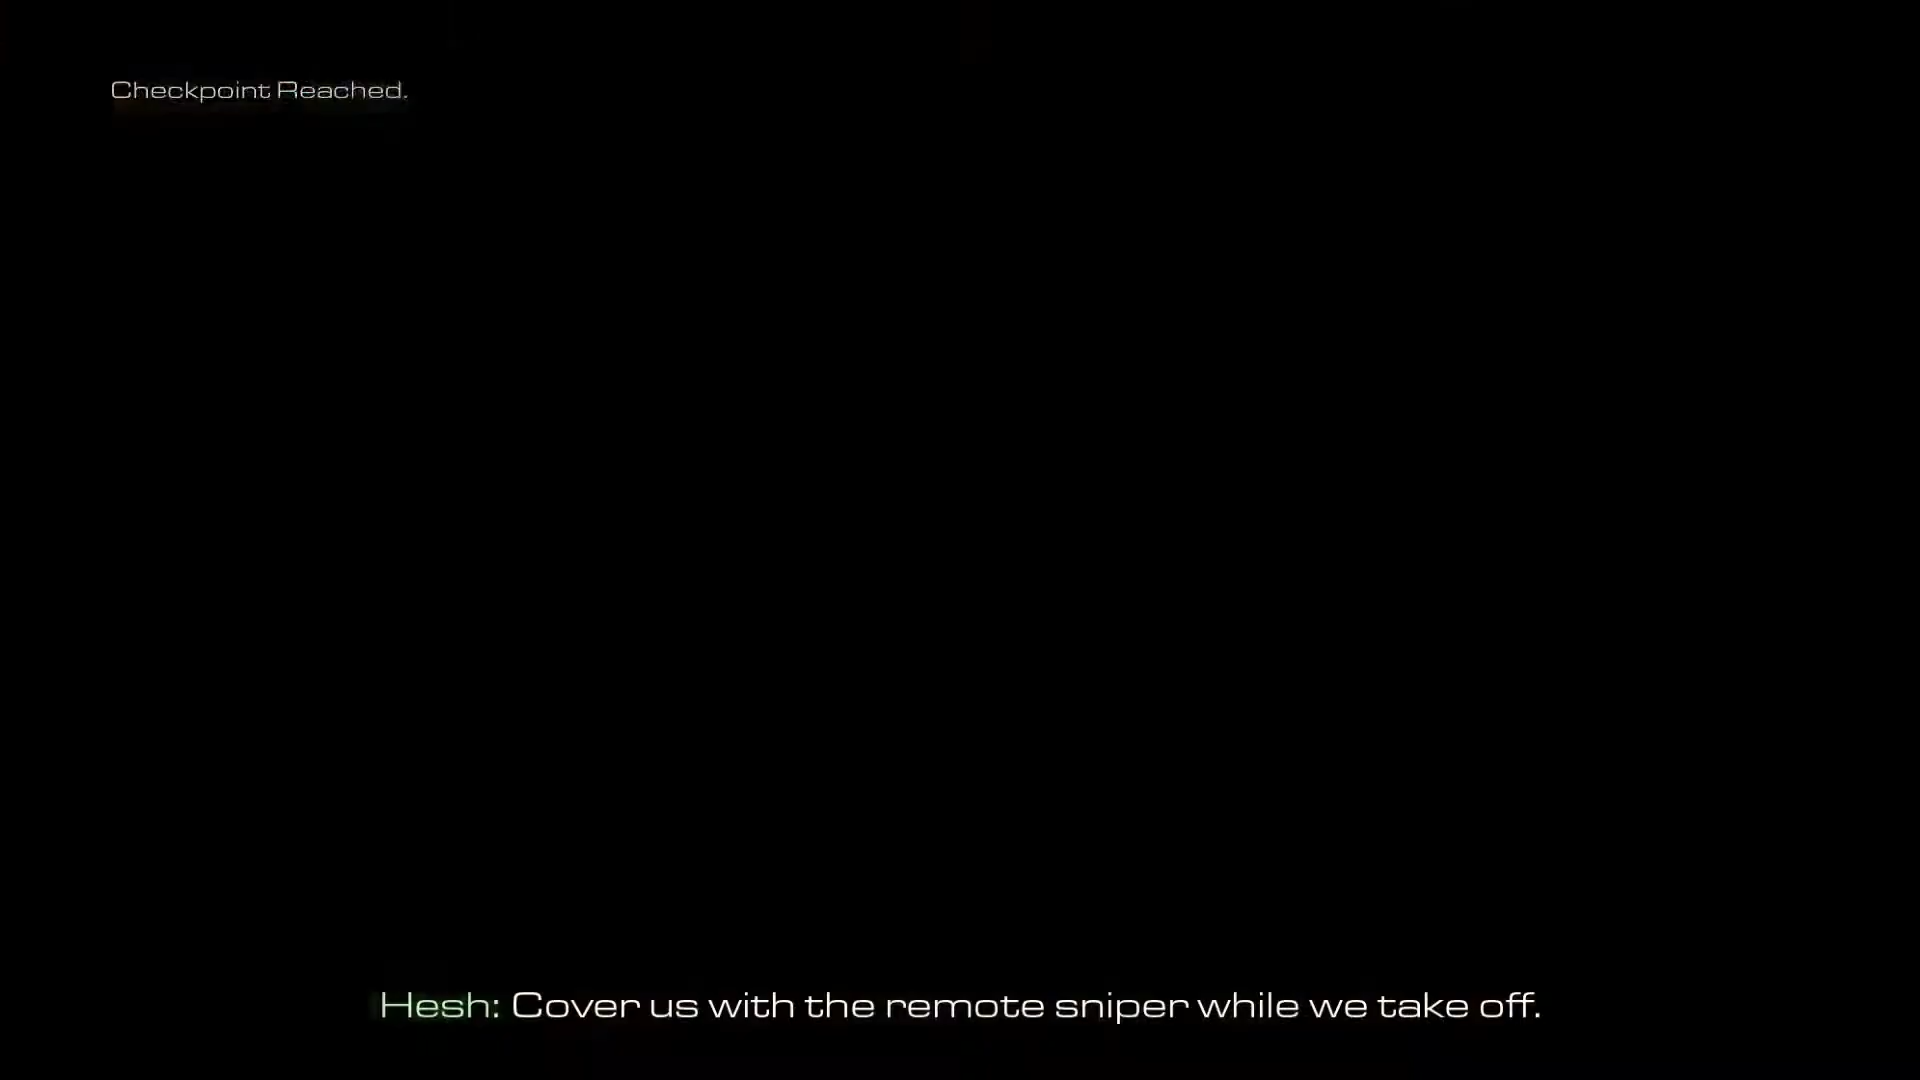 Checkpoint Reached.
Hesh: Cover us with the remote sniper while we take off.